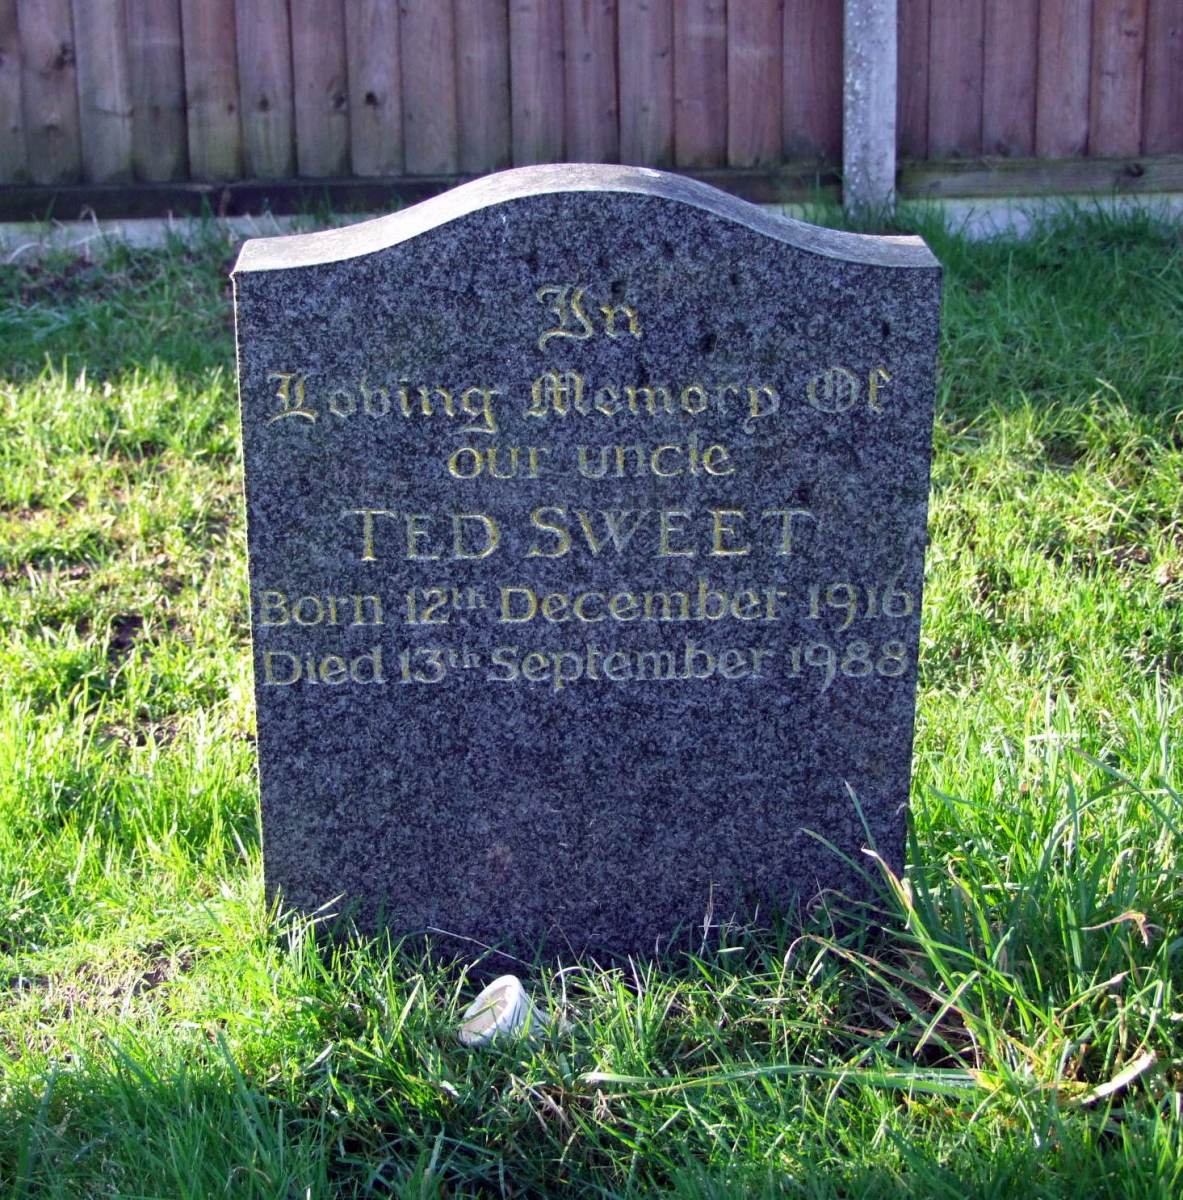 In
Loving Memory Of
our uncle
TED SWEET
Born 12th December 1916
Died 13th September 1988